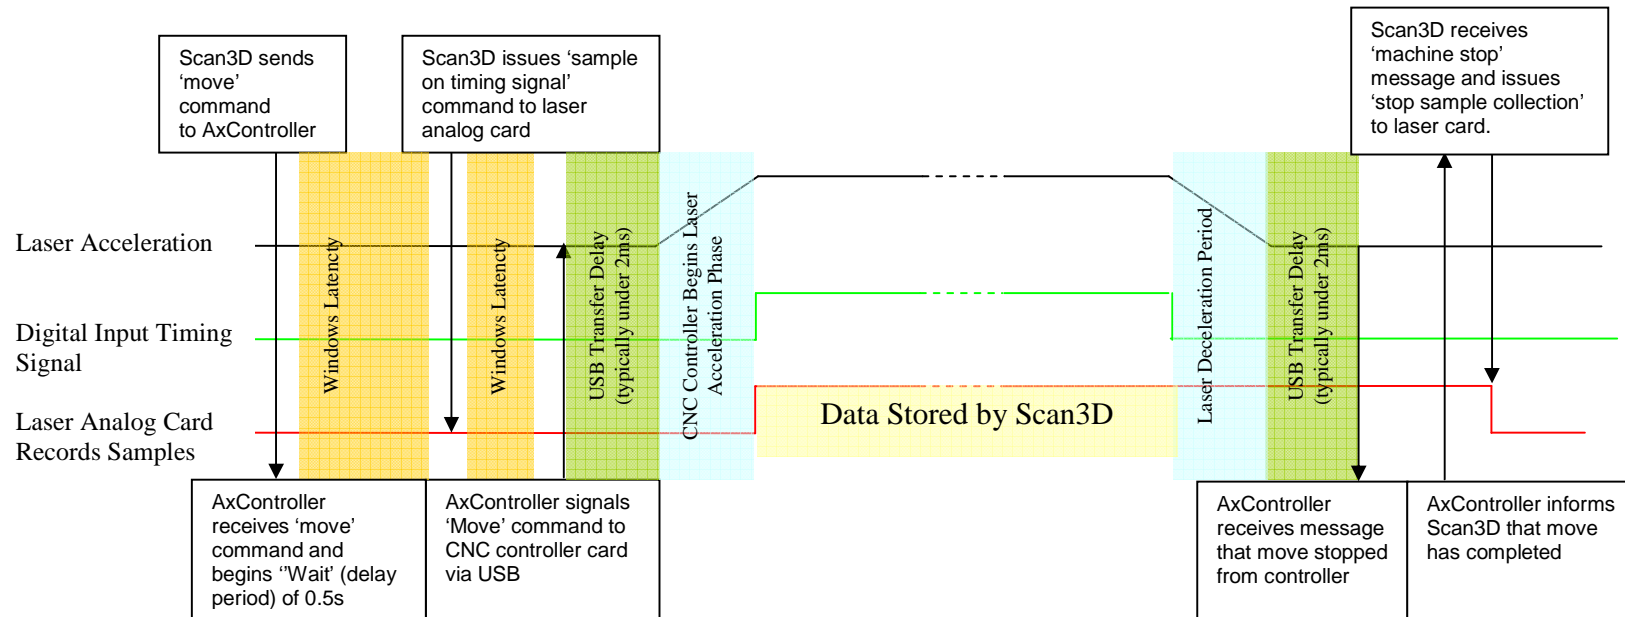 Scan3D sends
‘move’
command
to AxController
Scan3D issues ‘sample
on timing signal’
command to laser
analog card
Scan3D receives
‘machine stop’
message and issues
‘stop sample collection’
to laser card.
Laser Acceleration
Digital Input Timing
Signal
Laser Analog Card
Records Samples
Windows Latencty
Windows Latencty
USB Transfer Delay
(typically under 2ms)
CNC Controller Begins Laser
Acceleration Phase
Data Stored by Scan3D
Laser Deceleration Period
USB Transfer Delay
(typically under 2ms)
AxController
receives ‘move’
command and
begins ‘’Wait’ (delay
period) of 0.5s
AxController signals
‘Move’ command to
CNC controller card
via USB
AxController
receives message
that move stopped
from controller
AxController informs
Scan3D that move
has completed